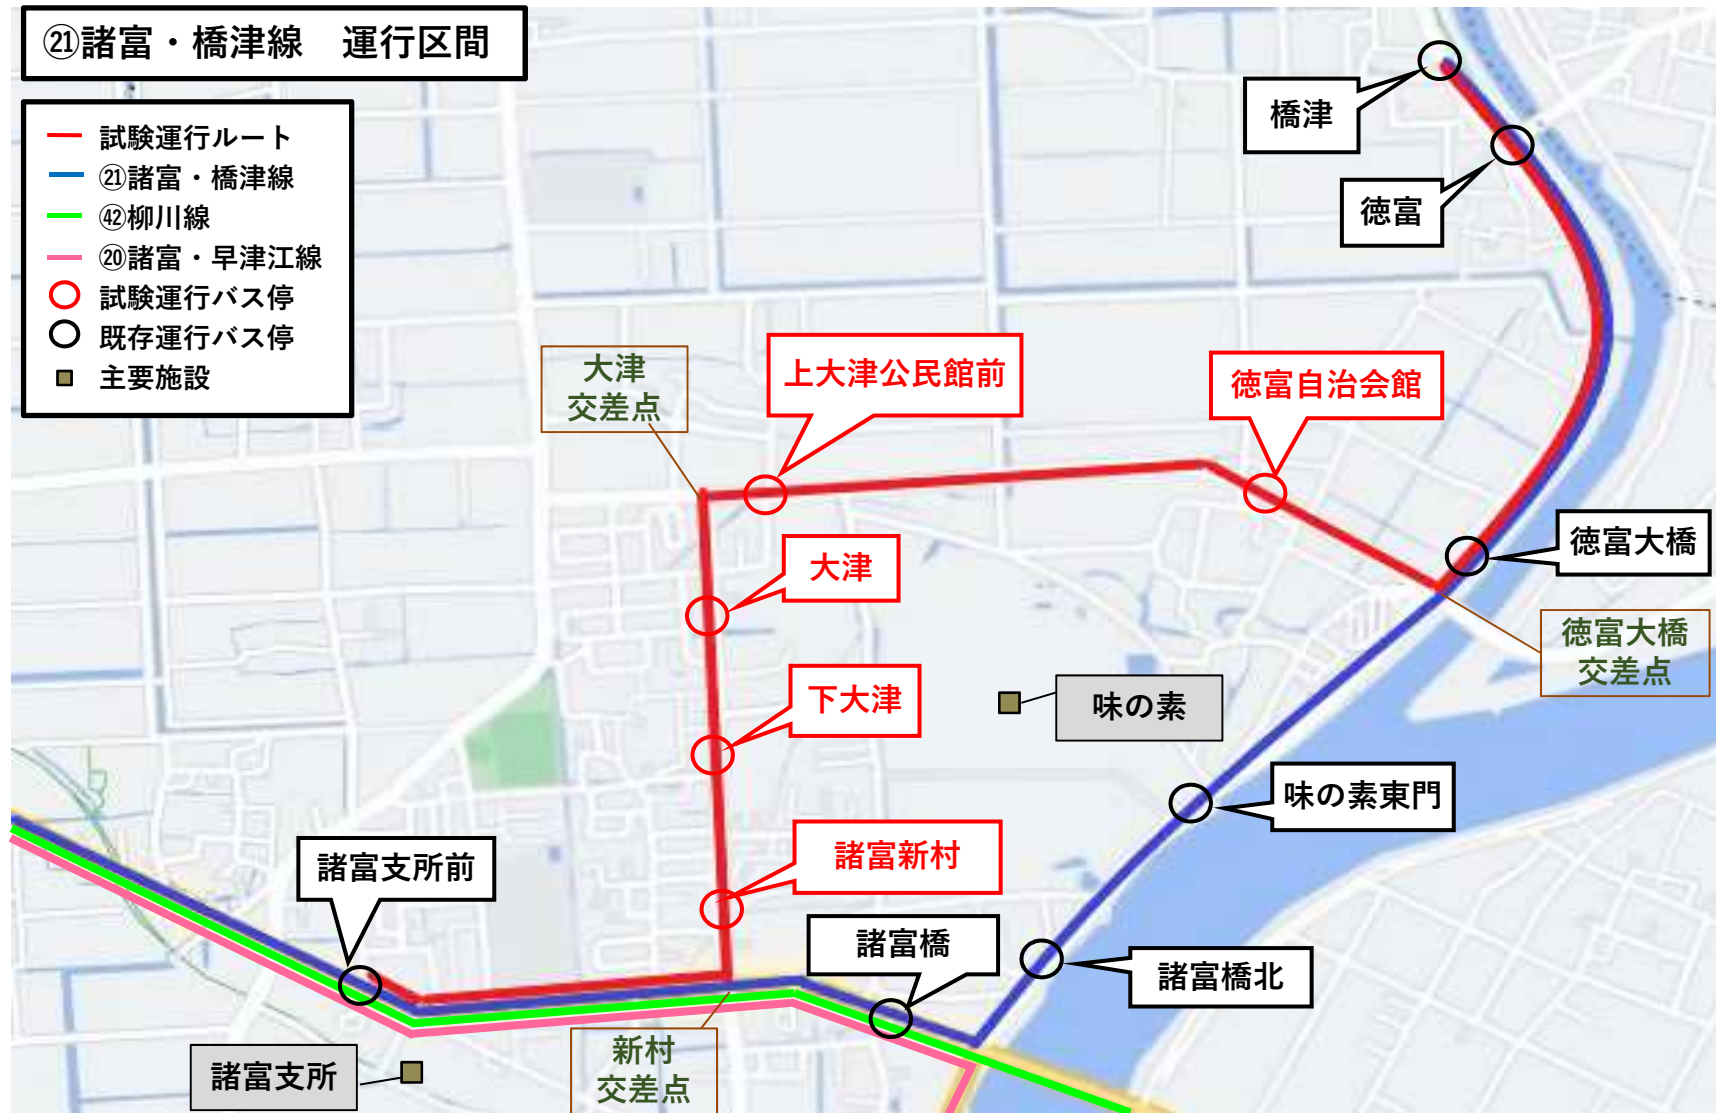 ㉑諸富・橋津線　運行区間
試験運行ルート
㉑諸富・橋津線
㊷柳川線
⑳諸富・早津江線
試験運行バス停
既存運行バス停
主要施設
橋津
徳富
大津
交差点
上大津公民館前
徳富自治会館
徳富大橋
大津
徳富大橋
交差点
下大津
味の素
味の素東門
諸富新村
諸富支所前
諸富橋
諸富橋北
新村
交差点
諸富支所